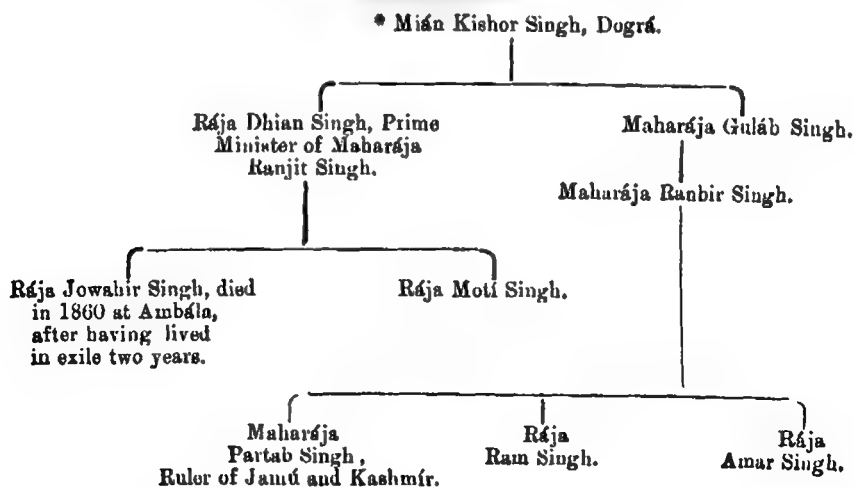 * Mián Kishor Singh, Dográ.
Rája Dhian Singh, Prime
Minister of Maharája
Ranjit Singh.
Maharája Guláb Singh.
Maharája Ranbir Singh.
Rája Jowahir Singh, died
in 1860 at Ambála,
after having lived
in exile two years.
Rája Motí Singh.
Maharája
Partab Singh,
Ruler of Jamú and Kashmír.
Rája
Ram Singh.
Rája
Amar Singh.